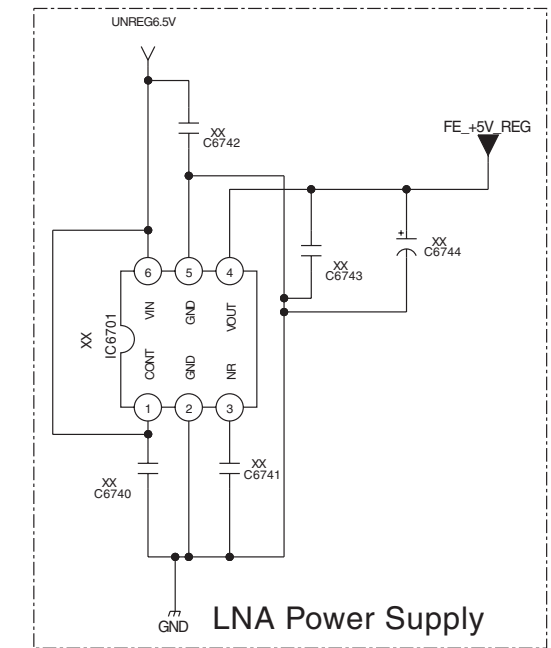 UNREG6.5V
XX
C6742
FE_+5V_REG
+
XX
C6744
XX
C6743
6
5
4
VIN
GND
VOUT
XX
IC6701
CONT
GND
NR
1
2
3
XX
C6740
XX
C6741
GND
LNA Power Supply